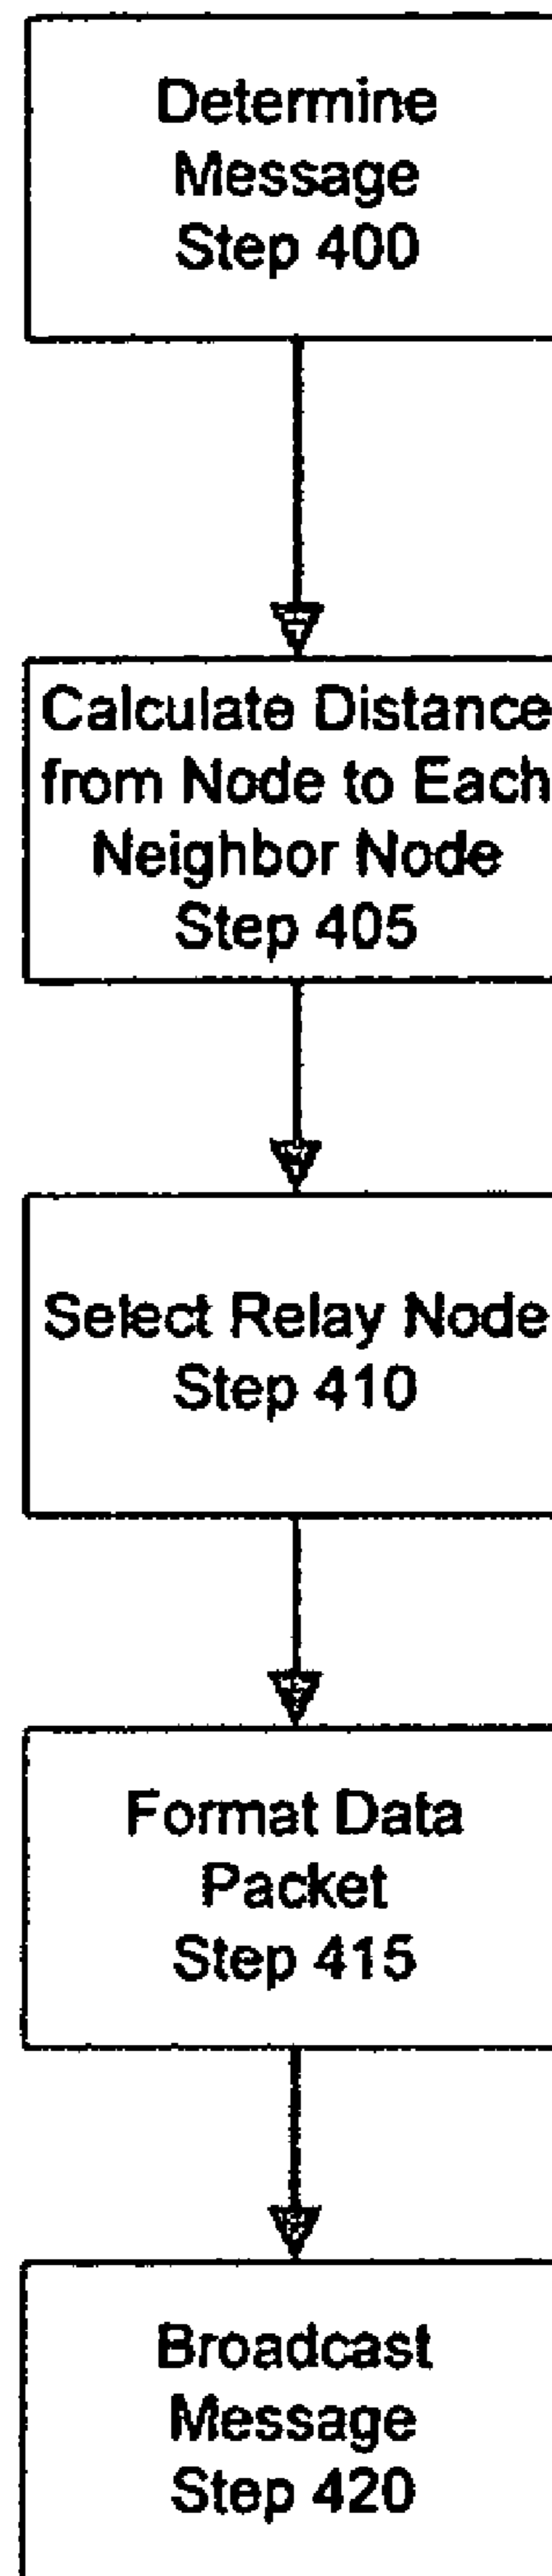 Determine
Message
Step 400
Calculate Distance
from Node to Each
Neighbor Node
Step 405
Select Relay Node
Step 410
Format Data
Packet
Step 415
Broadcast
Message
Step 420